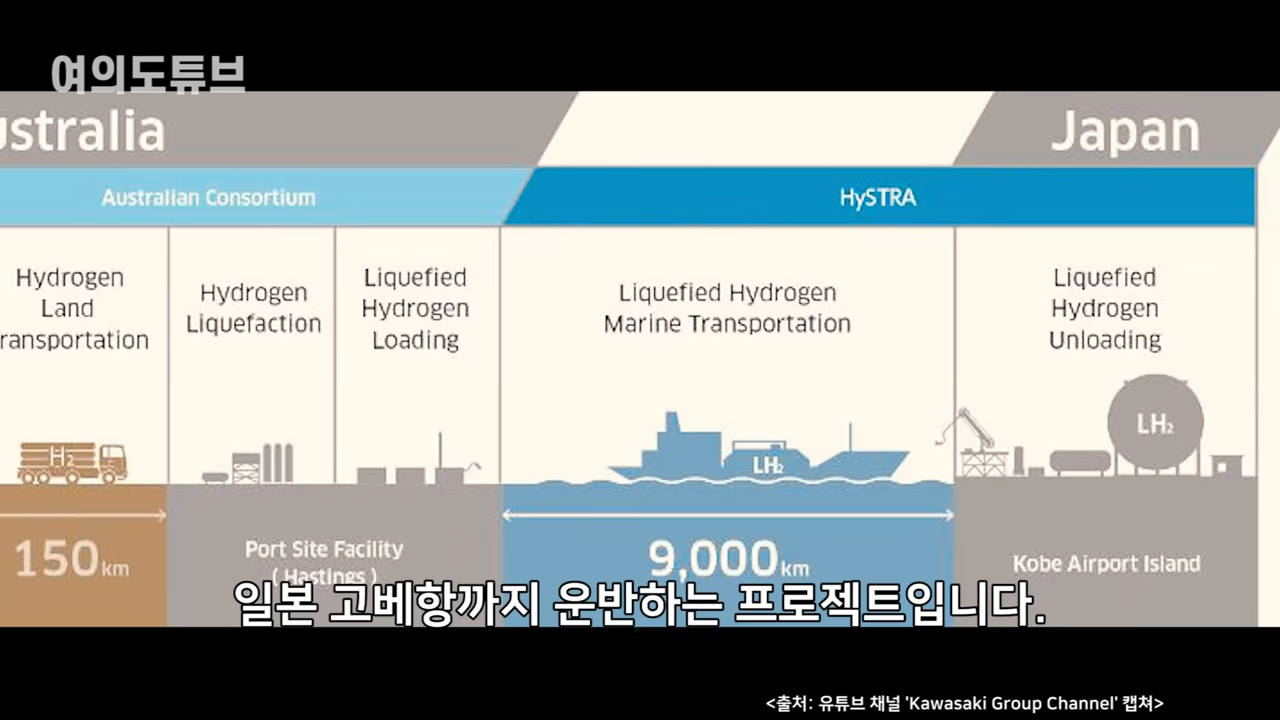 여의도튜브
ustralia
Japan
Australian Consortium
HySTRA
Hydrogen
Land
ransportation
Hydrogen
Liquefaction
Liquefied
Hydrogen
Loading
Liquefied Hydrogen
Marine Transportation
Liquefied
Hydrogen
Unloading
H₂
LH₂
LH₂
150km
Port Site Facility
( Hastings )
9,000km
Kobe Airport Island
일본 고베항까지 운반하는 프로젝트입니다.
<출처: 유튜브 채널 'Kawasaki Group Channel' 캡쳐>